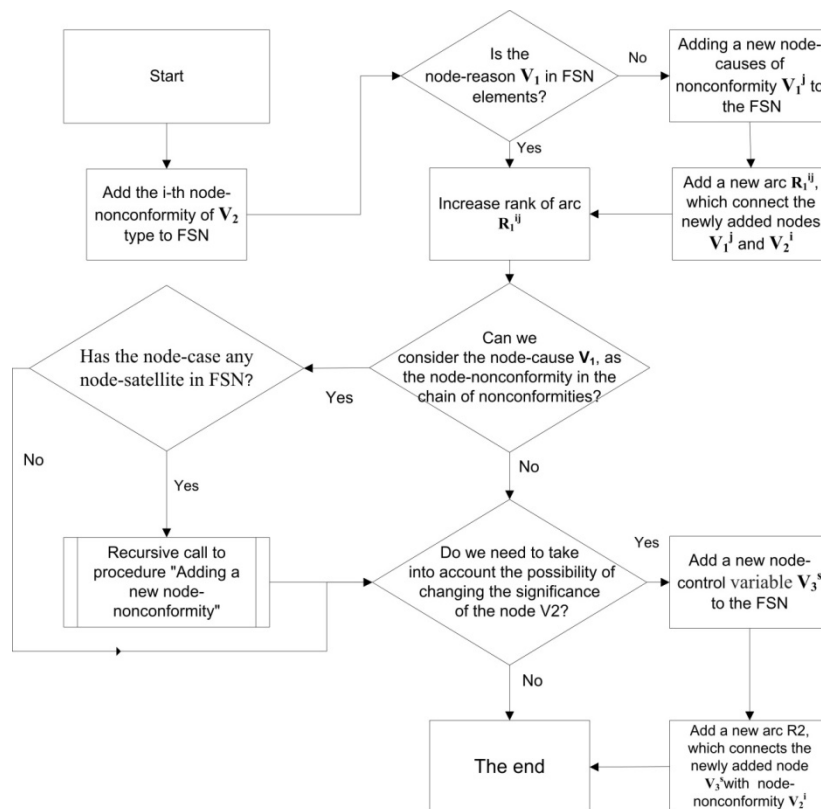 Start
Is the
node-reason V₁ in FSN
elements?
No
Adding a new node-
causes of
nonconformity V₁ʲ to
the FSN
Yes
Add the i-th node-
nonconformity of V₂
type to FSN
Increase rank of arc
R₁ⁱʲ
Add a new arc R₁ⁱʲ,
which connect the
newly added nodes
V₁ʲ and V₂ⁱ
Has the node-case any
node-satellite in FSN?
Can we
consider the node-cause V₁, as
the node-nonconformity in the
chain of nonconformities?
Yes
No
No
Yes
Recursive call to
procedure "Adding a
new node-
nonconformity"
Do we need to take
into account the possibility of
changing the significance
of the node V2?
Yes
Add a new node-
control variable V₃ˢ
to the FSN
No
The end
Add a new arc R2,
which connects the
newly added node
V₃ˢwith node-
nonconformity V₂ⁱ